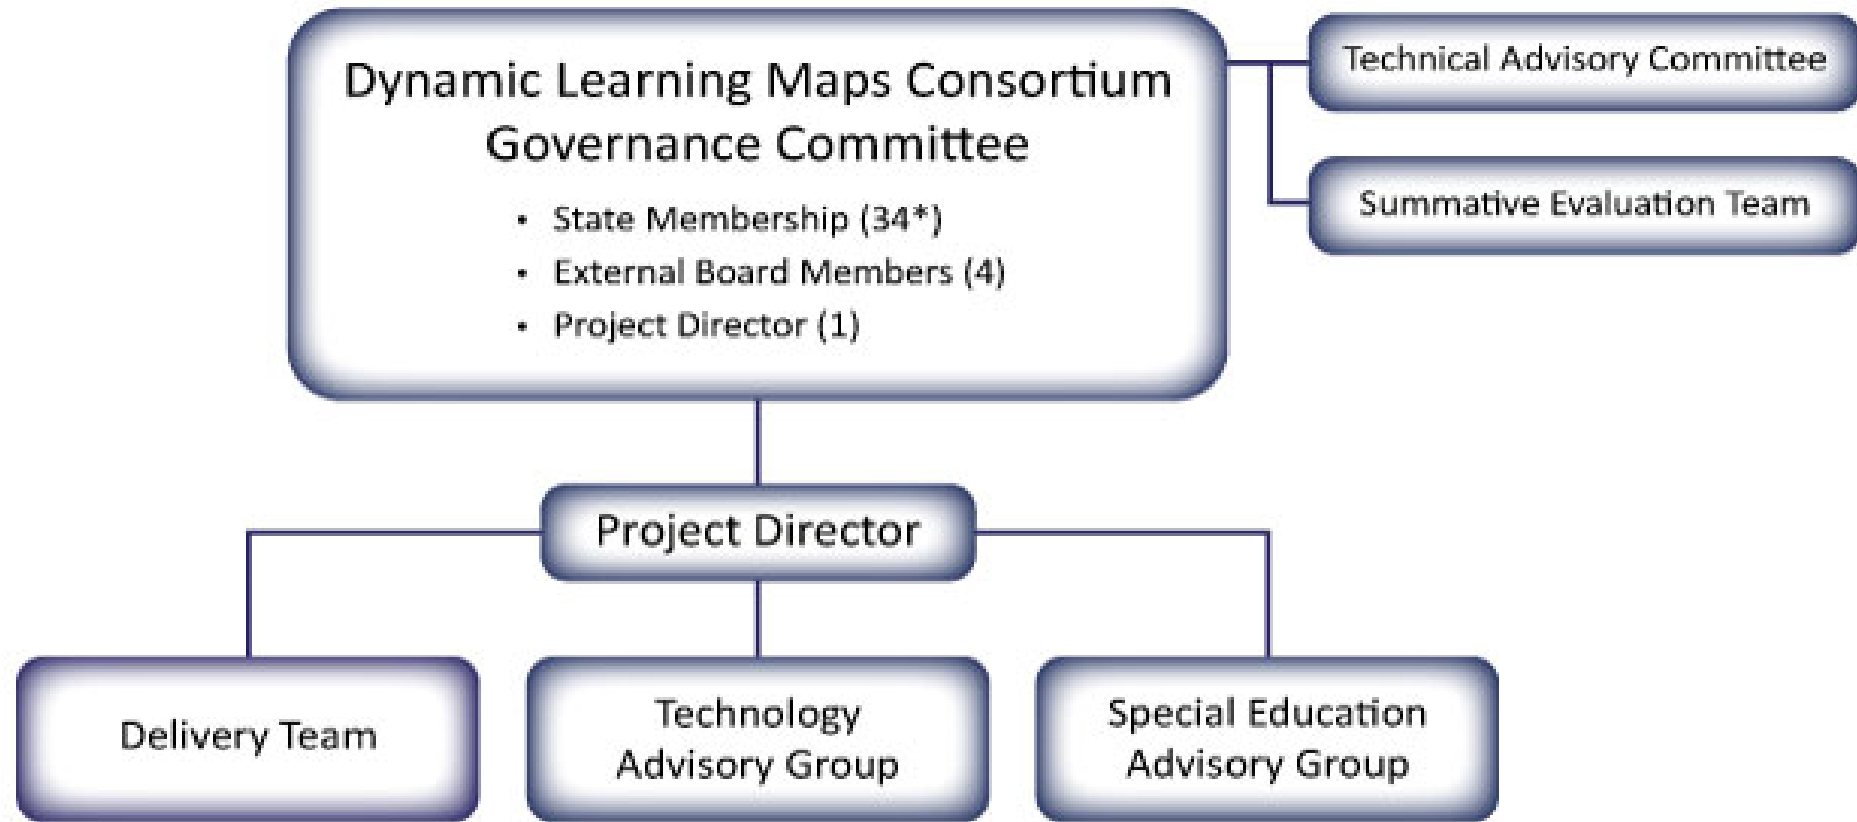 Dynamic Learning Maps Consortium
Governance Committee
• State Membership (34*)
• External Board Members (4)
• Project Director (1)
Technical Advisory Committee
Summative Evaluation Team
Project Director
Delivery Team
Technology
Advisory Group
Special Education
Advisory Group